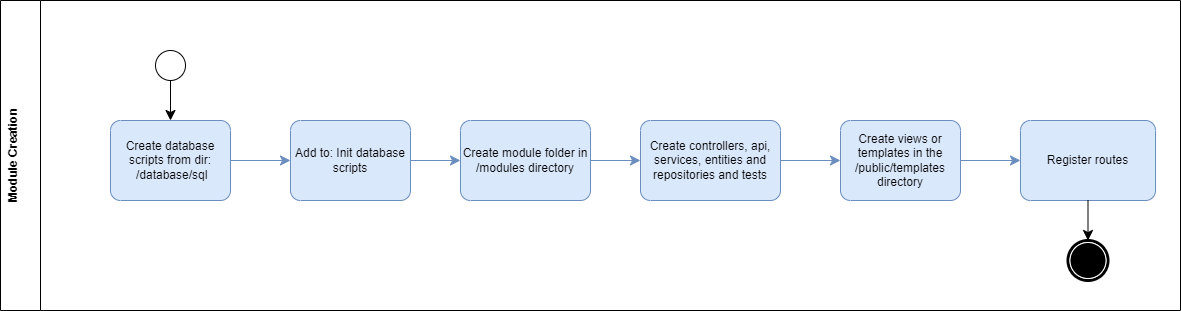 Module Creation
Create database
scripts from dir:
/database/sql
Add to: Init database
scripts
Create module folder in
/modules directory
Create controllers, api,
services, entities and
repositories and tests
Create views or
templates in the
/public/templates
directory
Register routes